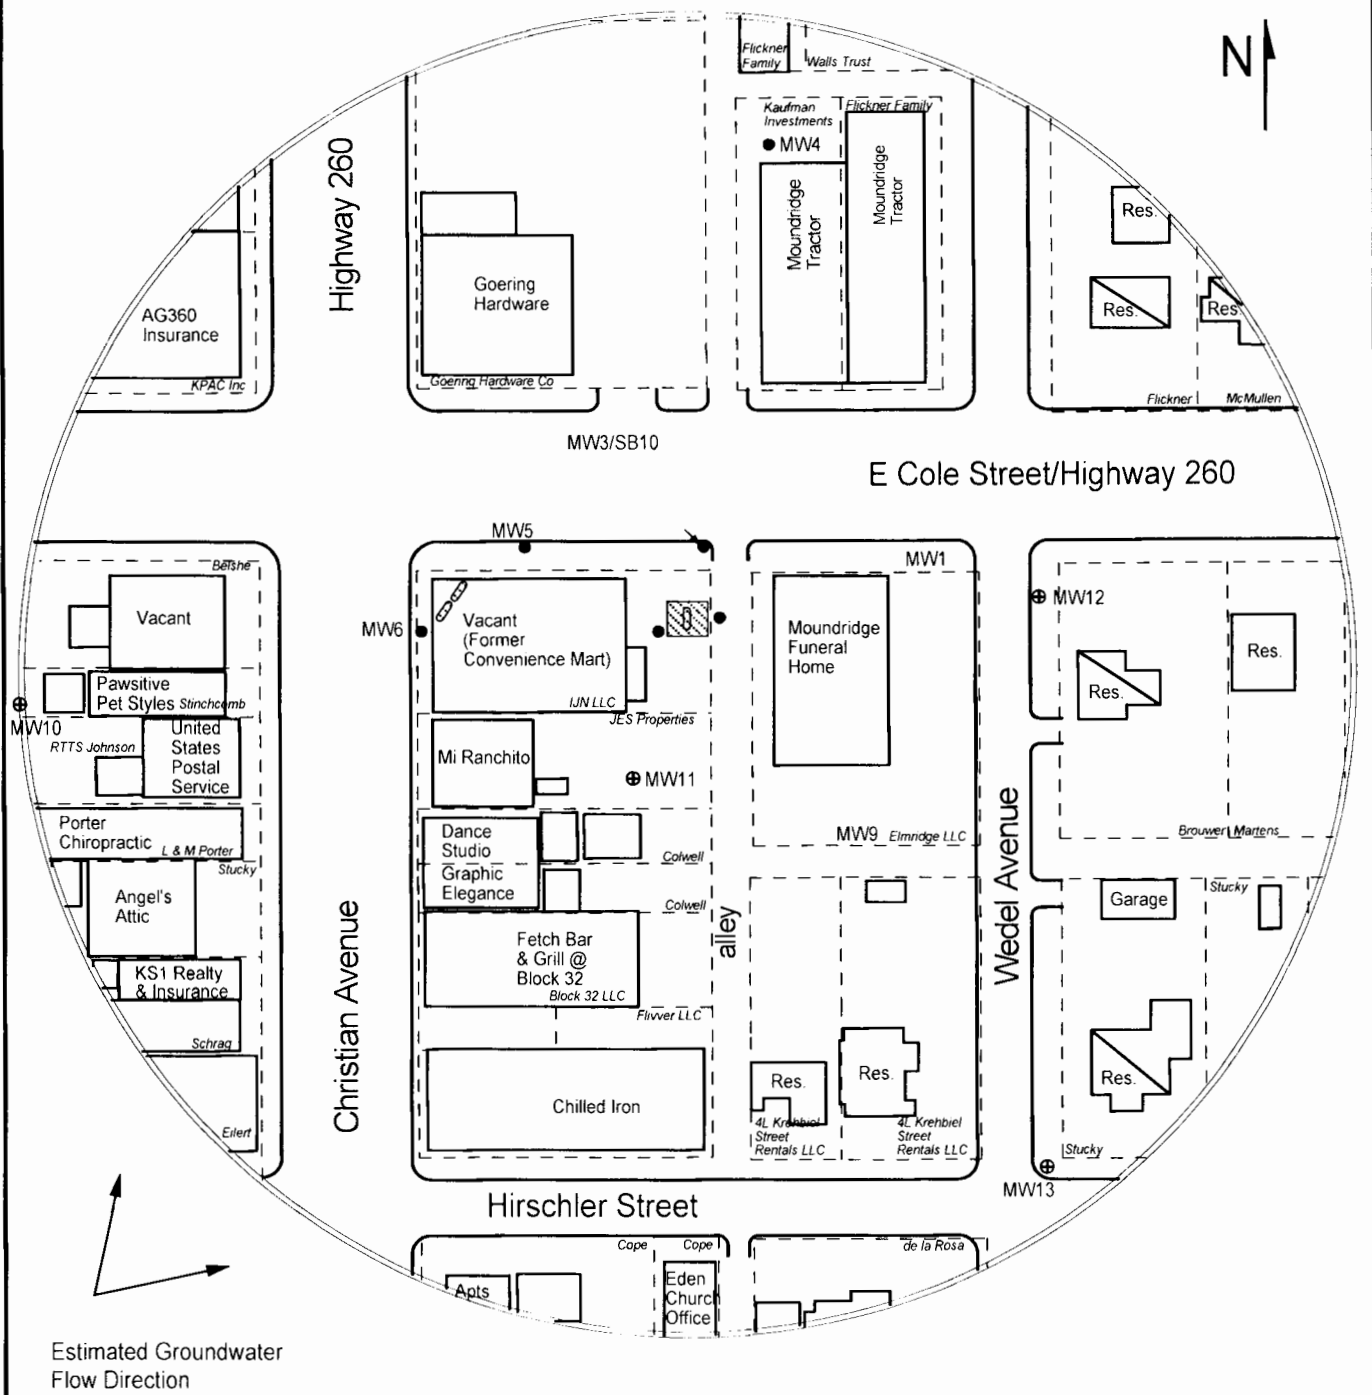 N
Flickner
Family
Walls Trust
Kaufman
Investments
Flickner Family
MW4
Moundridge
Tractor
Moundridge
Tractor
Highway 260
Goering
Hardware
Goering Hardware Co
AG360
Insurance
KPAC Inc
Res.
Res.
Res.
Flickner
McMullen
MW3/SB10
E Cole Street/Highway 260
MW5
MW1
MW12
MW6
Vacant
(Former
Convenience Mart)
IJN LLC
JES Properties
Moundridge
Funeral
Home
Res.
Res.
Belshe
Vacant
Pawsitive
Pet Styles
Stinchcomb
MW10
RTTS Johnson
United
States
Postal
Service
Mi Ranchito
MW11
Porter
Chiropractic
L & M Porter
Stucky
Dance
Studio
Colwell
Graphic
Elegance
Colwell
MW9
Elmridge LLC
Brouwer
Martens
Angel's
Attic
Fetch Bar
& Grill @
Block 32
Block 32 LLC
Flivver LLC
alley
Wedel Avenue
Garage
Stucky
KS1 Realty
& Insurance
Schrag
Christian Avenue
Chilled Iron
Res.
Res.
Res.
4L Krehbiel
Street
Rentals LLC
4L Krehbiel
Street
Rentals LLC
Eilert
Stucky
MW13
Hirschler Street
Cope
Cope
de la Rosa
Apts
Eden
Church
Office
Estimated Groundwater
Flow Direction